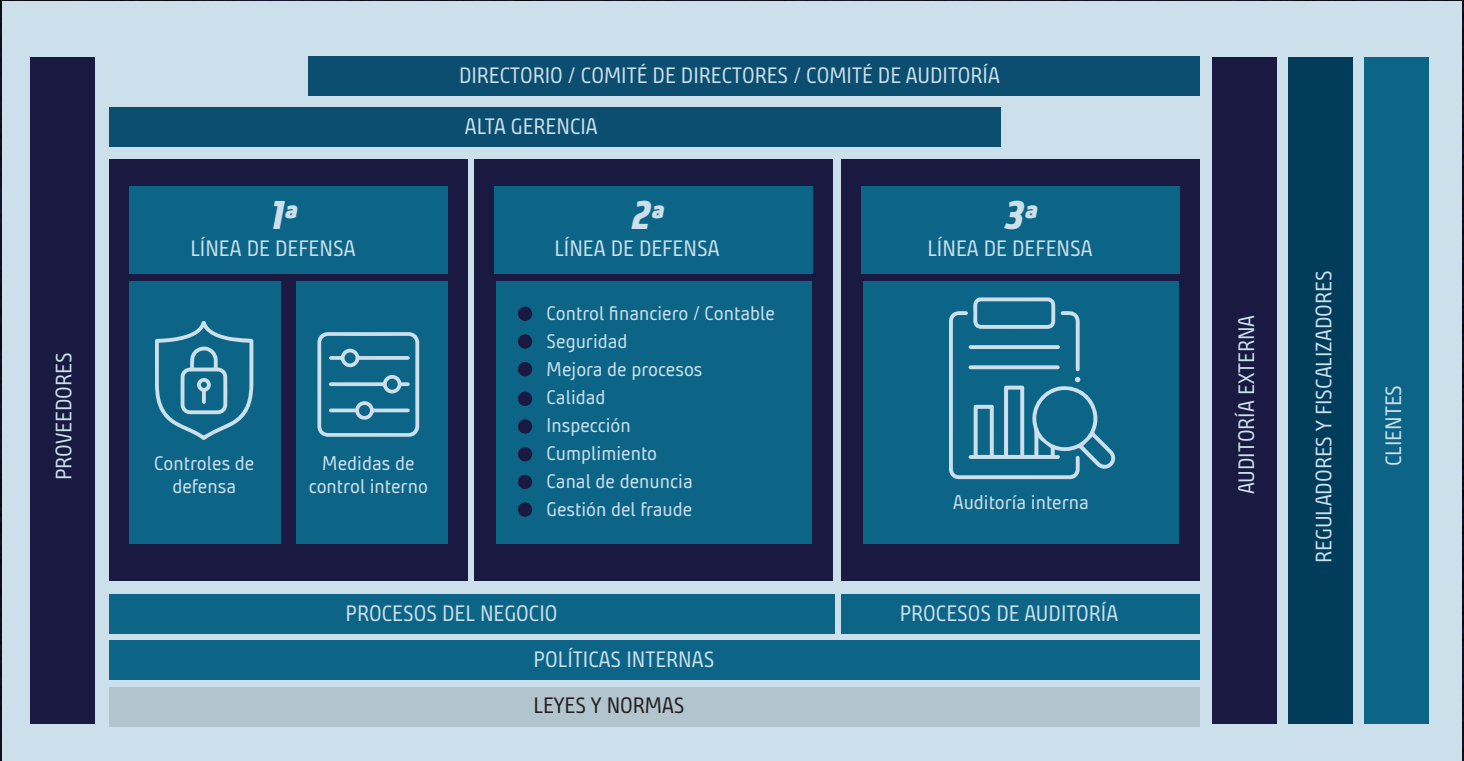 DIRECTORIO / COMITÉ DE DIRECTORES / COMITÉ DE AUDITORÍA
ALTA GERENCIA
PROVEEDORES
1ª
LÍNEA DE DEFENSA
Controles de
defensa
Medidas de
control interno
2ª
LÍNEA DE DEFENSA
Control financiero / Contable
Seguridad
Mejora de procesos
Calidad
Inspección
Cumplimiento
Canal de denuncia
Gestión del fraude
3ª
LÍNEA DE DEFENSA
Auditoría interna
AUDITORÍA EXTERNA
REGULADORES Y FISCALIZADORES
CLIENTES
PROCESOS DEL NEGOCIO
PROCESOS DE AUDITORÍA
POLÍTICAS INTERNAS
LEYES Y NORMAS